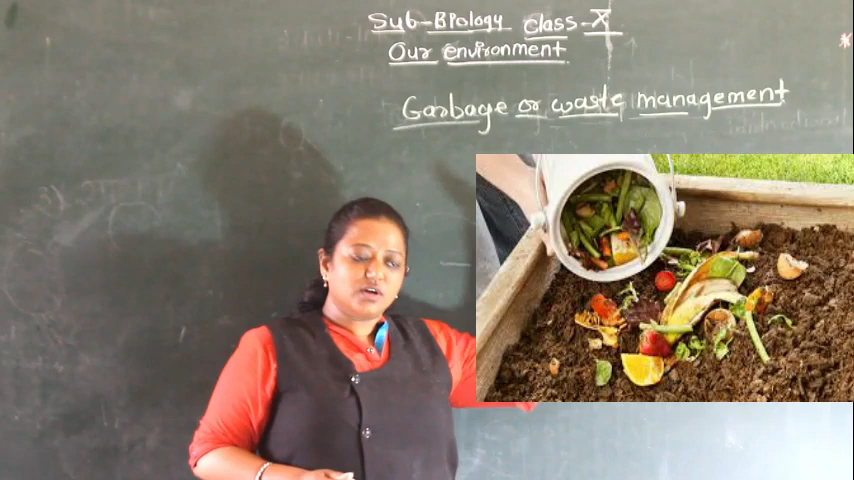 Sub-Biology class-X
Our environment
Garbage or waste management